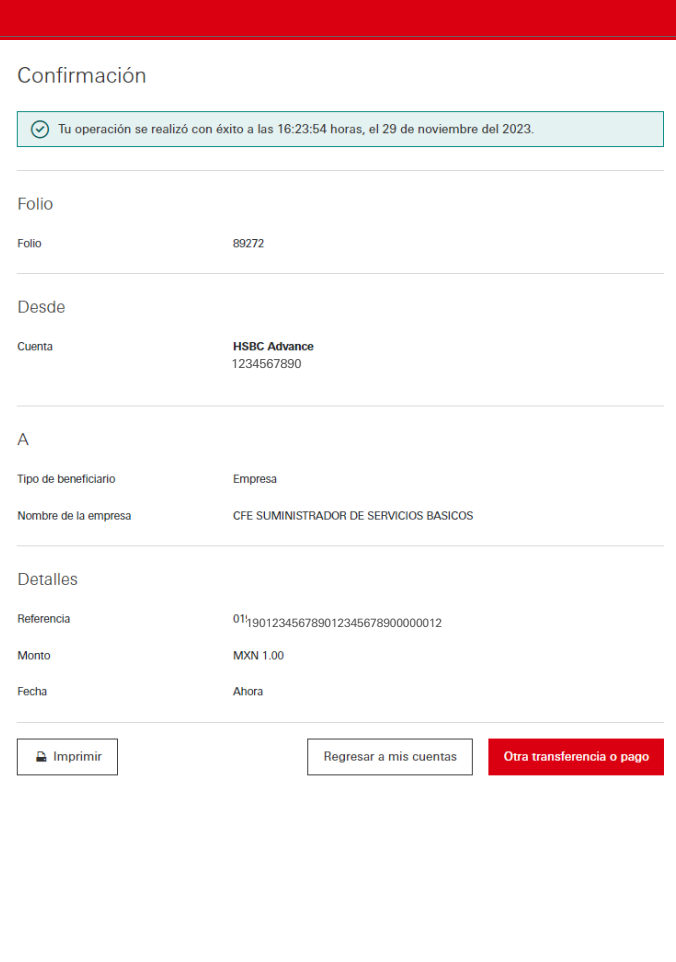 Confirmación
Tu operación se realizó con éxito a las 16:23:54 horas, el 29 de noviembre del 2023.
Folio
Folio 89272
Desde
Cuenta HSBC Advance
1234567890
A
Tipo de beneficiario Empresa
Nombre de la empresa CFE SUMINISTRADOR DE SERVICIOS BASICOS
Detalles
Referencia 01 190123456789012345678900000012
Monto MXN 1.00
Fecha Ahora
Imprimir Regresar a mis cuentas Otra transferencia o pago